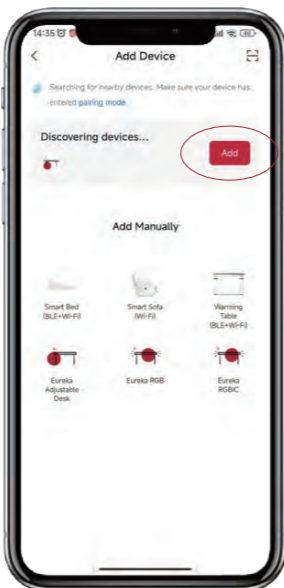 14:35
Add Device
Searching for nearby devices. Make sure your device has
entered pairing mode.
Discovering devices...
Add
Add Manually
Smart Bed
(BLE+Wi-Fi)
Smart Sofa
(Wi-Fi)
Warming
Table
(BLE+Wi-Fi)
Eureka
Adjustable
Desk
Eureka RGB
Eureka
RGBIC